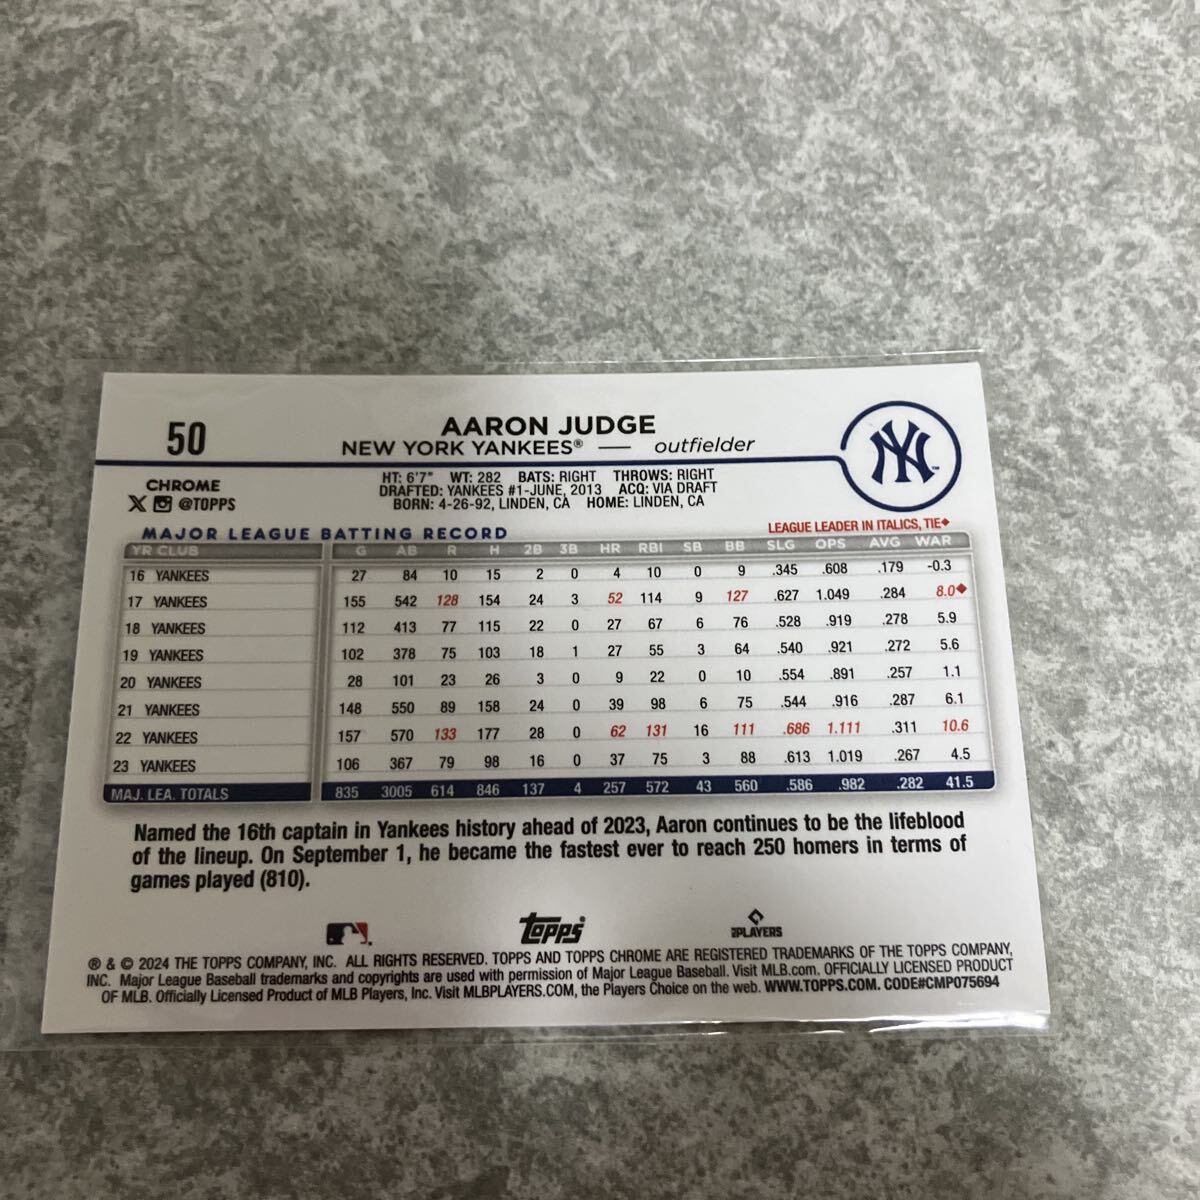 50
AARON JUDGE
NEW YORK YANKEES® — outfielder
NY
CHROME
X @TOPPS
HT: 6'7" WT: 282 BATS: RIGHT THROWS: RIGHT
DRAFTED: YANKEES #1-JUNE, 2013 ACQ: VIA DRAFT
BORN: 4-26-92, LINDEN, CA HOME: LINDEN, CA
MAJOR LEAGUE BATTING RECORD LEAGUE LEADER IN ITALICS, TIE◆
YR CLUB G AB R H 2B 3B HR RBI SB BB SLG OPS AVG WAR
16 YANKEES 27 84 10 15 2 0 4 10 0 9 .345 .608 .179 -0.3
17 YANKEES 155 542 128 154 24 3 52 114 9 127 .627 1.049 .284 8.0◆
18 YANKEES 112 413 77 115 22 0 27 67 6 76 .528 .919 .278 5.9
19 YANKEES 102 378 75 103 18 1 27 55 3 64 .540 .921 .272 5.6
20 YANKEES 28 101 23 26 3 0 9 22 0 10 .554 .891 .257 1.1
21 YANKEES 148 550 89 158 24 0 39 98 6 75 .544 .916 .287 6.1
22 YANKEES 157 570 133 177 28 0 62 131 16 111 .686 1.111 .311 10.6
23 YANKEES 106 367 79 98 16 0 37 75 3 88 .613 1.019 .267 4.5
MAJ. LEA. TOTALS 835 3005 614 846 137 4 257 572 43 560 .586 .982 .282 41.5
Named the 16th captain in Yankees history ahead of 2023, Aaron continues to be the lifeblood
of the lineup. On September 1, he became the fastest ever to reach 250 homers in terms of
games played (810).
topps PLAYERS
® & © 2024 THE TOPPS COMPANY, INC. ALL RIGHTS RESERVED. TOPPS AND TOPPS CHROME ARE REGISTERED TRADEMARKS OF THE TOPPS COMPANY,
INC. Major League Baseball trademarks and copyrights are used with permission of Major League Baseball. Visit MLB.com. OFFICIALLY LICENSED PRODUCT
OF MLB. Officially Licensed Product of MLB Players, Inc. Visit MLBPLAYERS.COM, the Players Choice on the web. WWW.TOPPS.COM. CODE#CMP075694